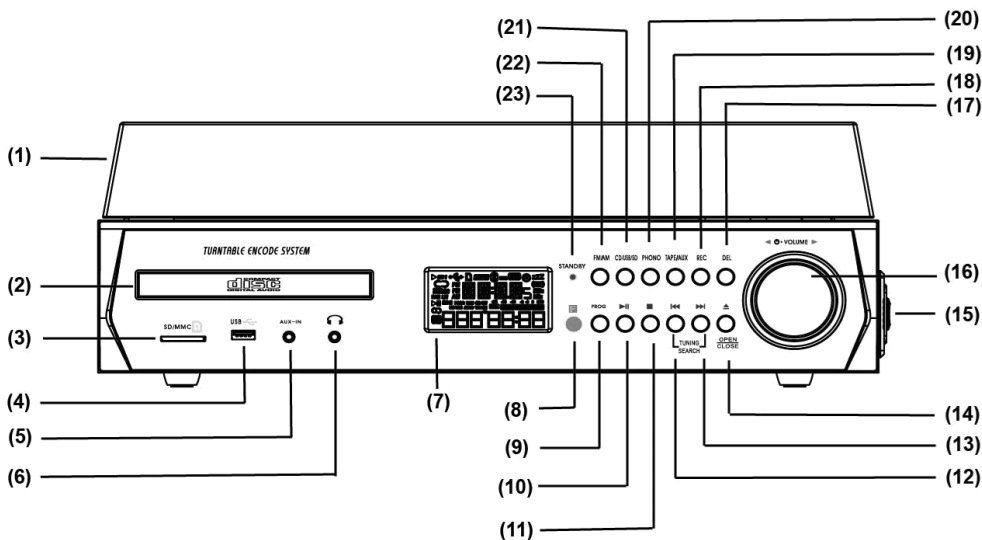 (20)
(21)
(22)
(19)
(23)
(18)
(17)
(1)
◄ ⏻ • VOLUME ►
TURNTABLE ENCODE SYSTEM
STANDBY FM/AM CD/USB/SD PHONO TAPE/AUX REC DEL
(2)
COMPACT
disc
DIGITAL AUDIO
(16)
(15)
SD/MMC USB AUX-IN
PROG
(3)
TUNING
SEARCH
OPEN
CLOSE
(4)
(7)
(8)
(14)
(5)
(9)
(13)
(6)
(10)
(12)
(11)